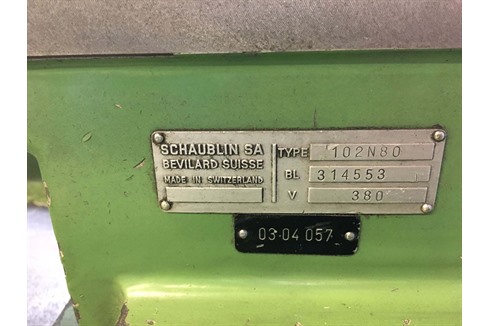 SCHAUBLIN SA
BEVILARD SUISSE
MADE IN SWITZERLAND
TYPE 102N80
BL 314553
V 380
03·04 057